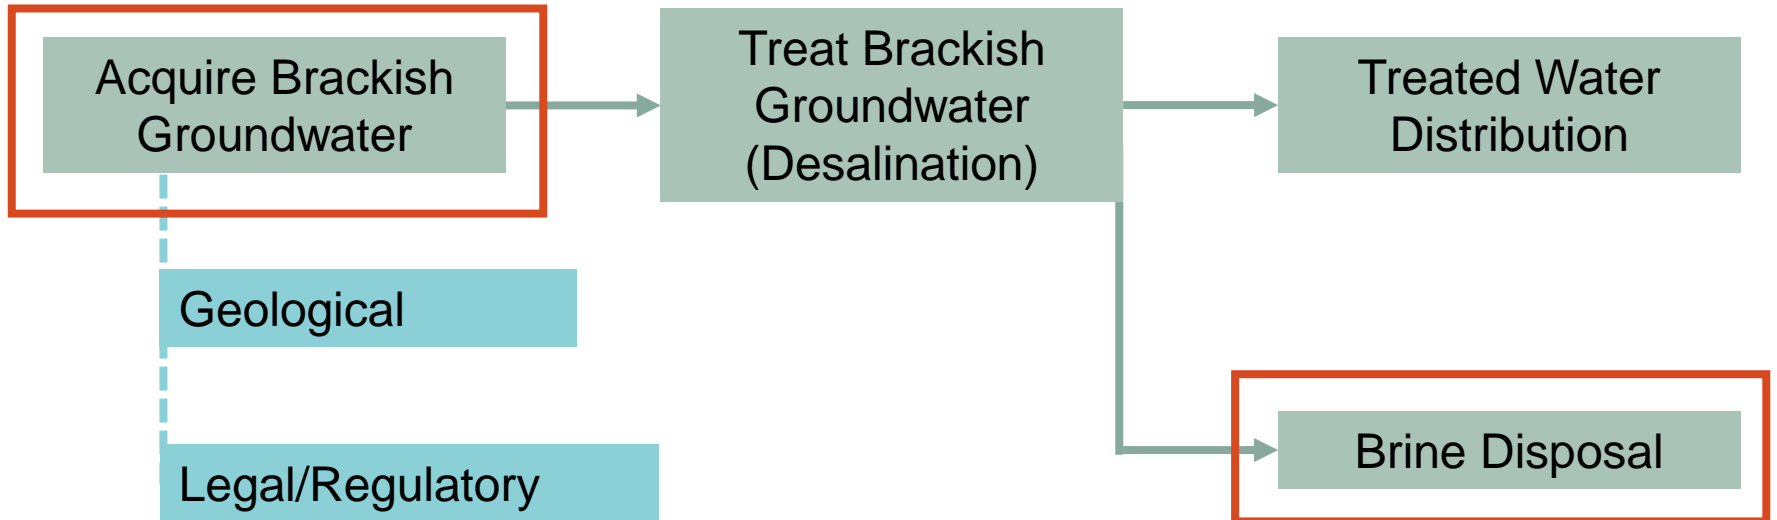 Acquire Brackish
Groundwater
Treat Brackish
Groundwater
(Desalination)
Treated Water
Distribution
Geological
Legal/Regulatory
Brine Disposal